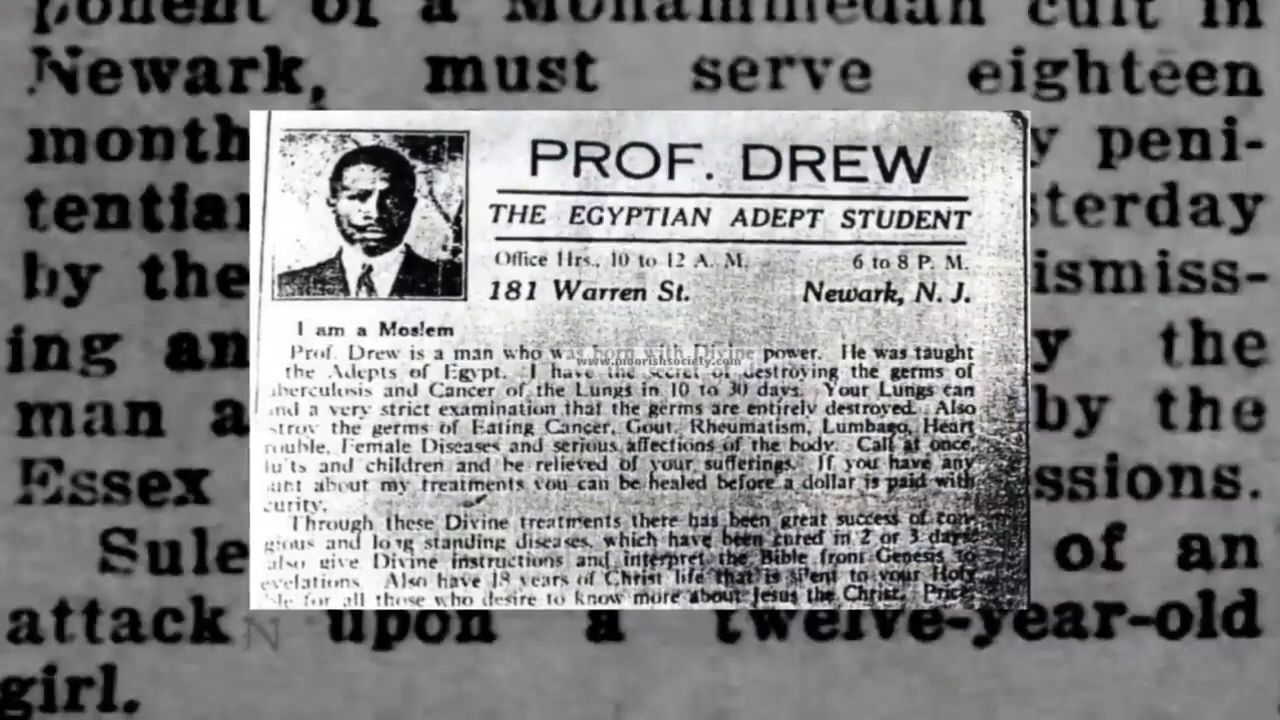 ponent of a Mohammedan cult in
Newark, must serve eighteen
month y peni-
tentiar sterday
by the ismiss-
ing an y the
man a by the
Essex ssions.
Sule of an
attack upon a twelve-year-old
girl.
PROF. DREW
THE EGYPTIAN ADEPT STUDENT
Office Hrs., 10 to 12 A. M. 6 to 8 P. M.
181 Warren St. Newark, N. J.
I am a Moslem
Prof. Drew is a man who was born with Divine power. He was taught
the Adepts of Egypt. I have the secret of destroying the germs of
www.moorishsociety.com
uberculosis and Cancer of the Lungs in 10 to 30 days. Your Lungs can
nd a very strict examination that the germs are entirely destroyed. Also
stroy the germs of Eating Cancer, Gout, Rheumatism, Lumbago, Heart
rouble, Female Diseases and serious affections of the body. Call at once,
lu'ts and children and be relieved of your sufferings. If you have any
ubt about my treatments you can be healed before a dollar is paid with
curity.
Through these Divine treatments there has been great success of con-
gious and long standing diseases, which have been cured in 2 or 3 days.
also give Divine instructions and interpret the Bible from Genesis to
evelations. Also have 18 years of Christ life that is silent to your Holy
ble for all those who desire to know more about Jesus the Christ. Price